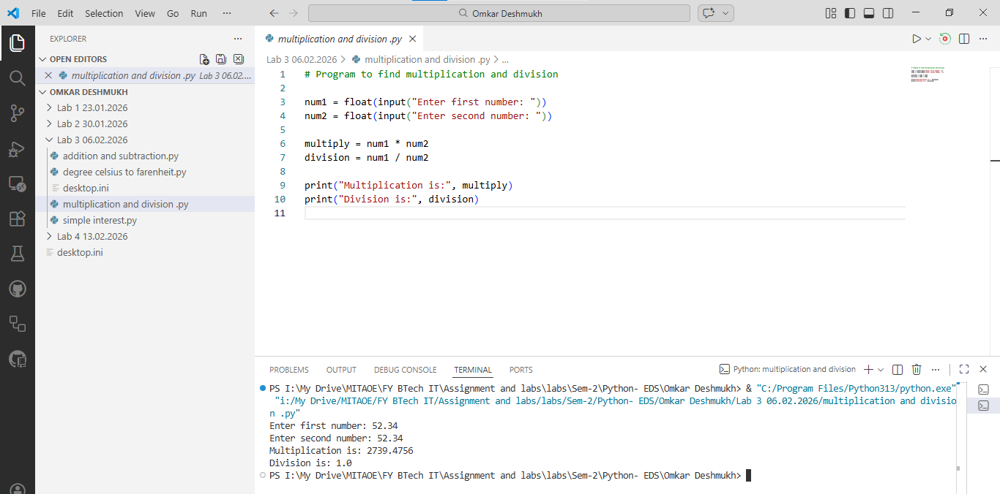 File Edit Selection View Go Run ··· Omkar Deshmukh
EXPLORER ···
OPEN EDITORS
multiplication and division .py Lab 3 06.02....
OMKAR DESHMUKH
Lab 1 23.01.2026
Lab 2 30.01.2026
Lab 3 06.02.2026
addition and subtraction.py
degree celsius to farenheit.py
desktop.ini
multiplication and division .py
simple interest.py
Lab 4 13.02.2026
desktop.ini
multiplication and division .py
Lab 3 06.02.2026 > multiplication and division .py > ...
1 # Program to find multiplication and division
2
3 num1 = float(input("Enter first number: "))
4 num2 = float(input("Enter second number: "))
5
6 multiply = num1 * num2
7 division = num1 / num2
8
9 print("Multiplication is:", multiply)
10 print("Division is:", division)
11
PROBLEMS OUTPUT DEBUG CONSOLE TERMINAL PORTS Python: multiplication and division
PS I:\My Drive\MITAOE\FY BTech IT\Assignment and labs\labs\Sem-2\Python- EDS\Omkar Deshmukh> & "C:/Program Files/Python313/python.exe"
"i:/My Drive/MITAOE/FY BTech IT/Assignment and labs/labs/Sem-2/Python- EDS/Omkar Deshmukh/Lab 3 06.02.2026/multiplication and divisio
n .py"
Enter first number: 52.34
Enter second number: 52.34
Multiplication is: 2739.4756
Division is: 1.0
PS I:\My Drive\MITAOE\FY BTech IT\Assignment and labs\labs\Sem-2\Python- EDS\Omkar Deshmukh>